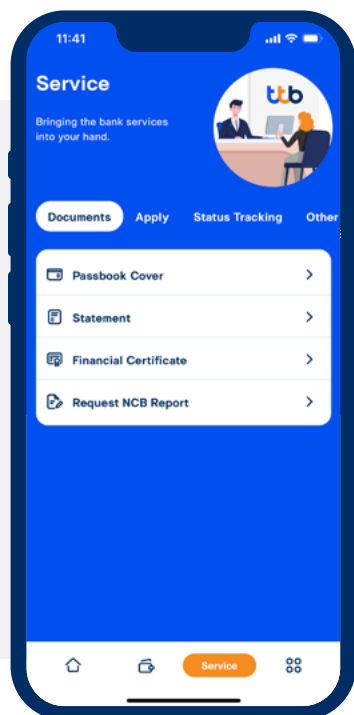 11:41
Service
ttb
Bringing the bank services
into your hand.
Documents Apply Status Tracking Other
Passbook Cover
Statement
Financial Certificate
Request NCB Report
Service